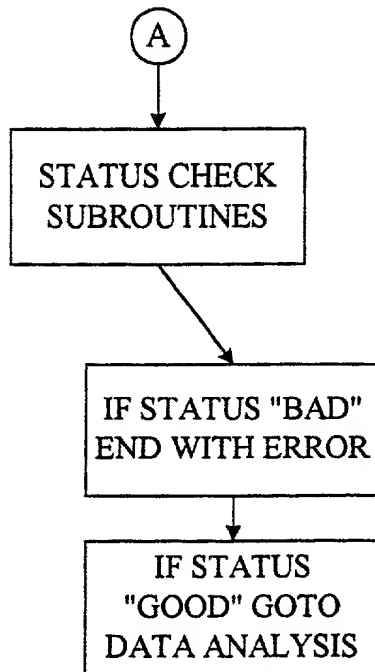 A
STATUS CHECK
SUBROUTINES
IF STATUS "BAD"
END WITH ERROR
IF STATUS
"GOOD" GOTO
DATA ANALYSIS